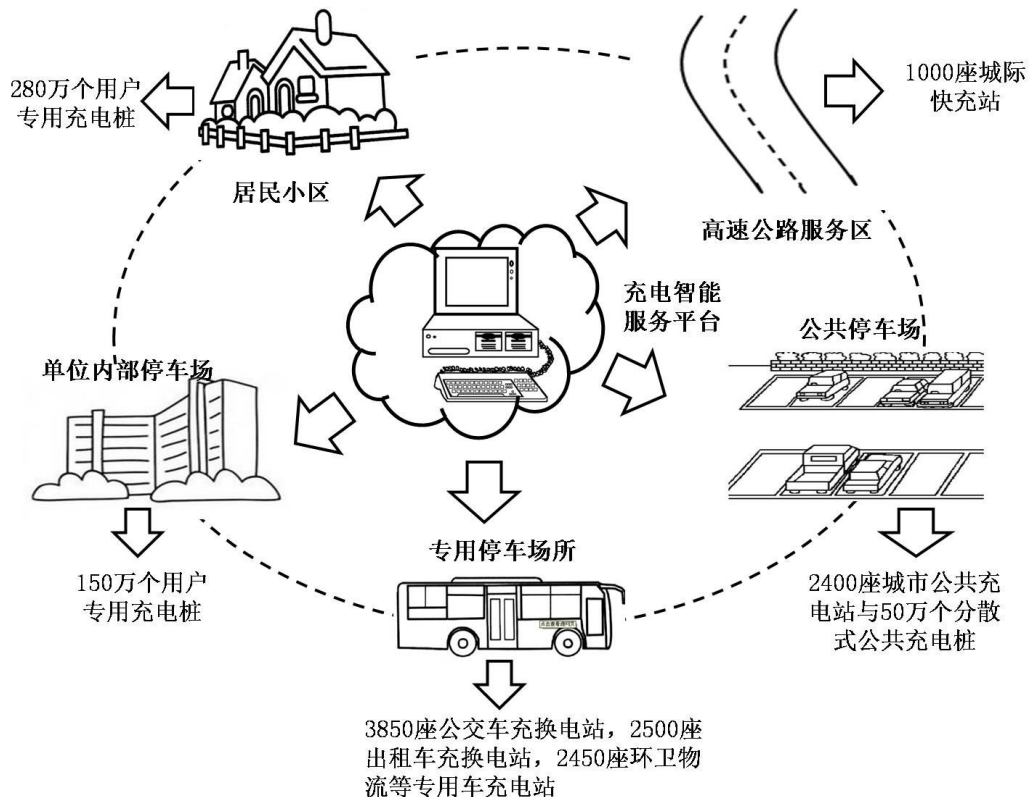 280万个用户
专用充电桩
居民小区
1000座城际
快充站
高速公路服务区
充电智能
服务平台
公共停车场
单位内部停车场
150万个用户
专用充电桩
专用停车场所
2400座城市公共充
电站与50万个分散
式公共充电桩
3850座公交车充换电站，2500座
出租车充换电站，2450座环卫物
流等专用车充电站